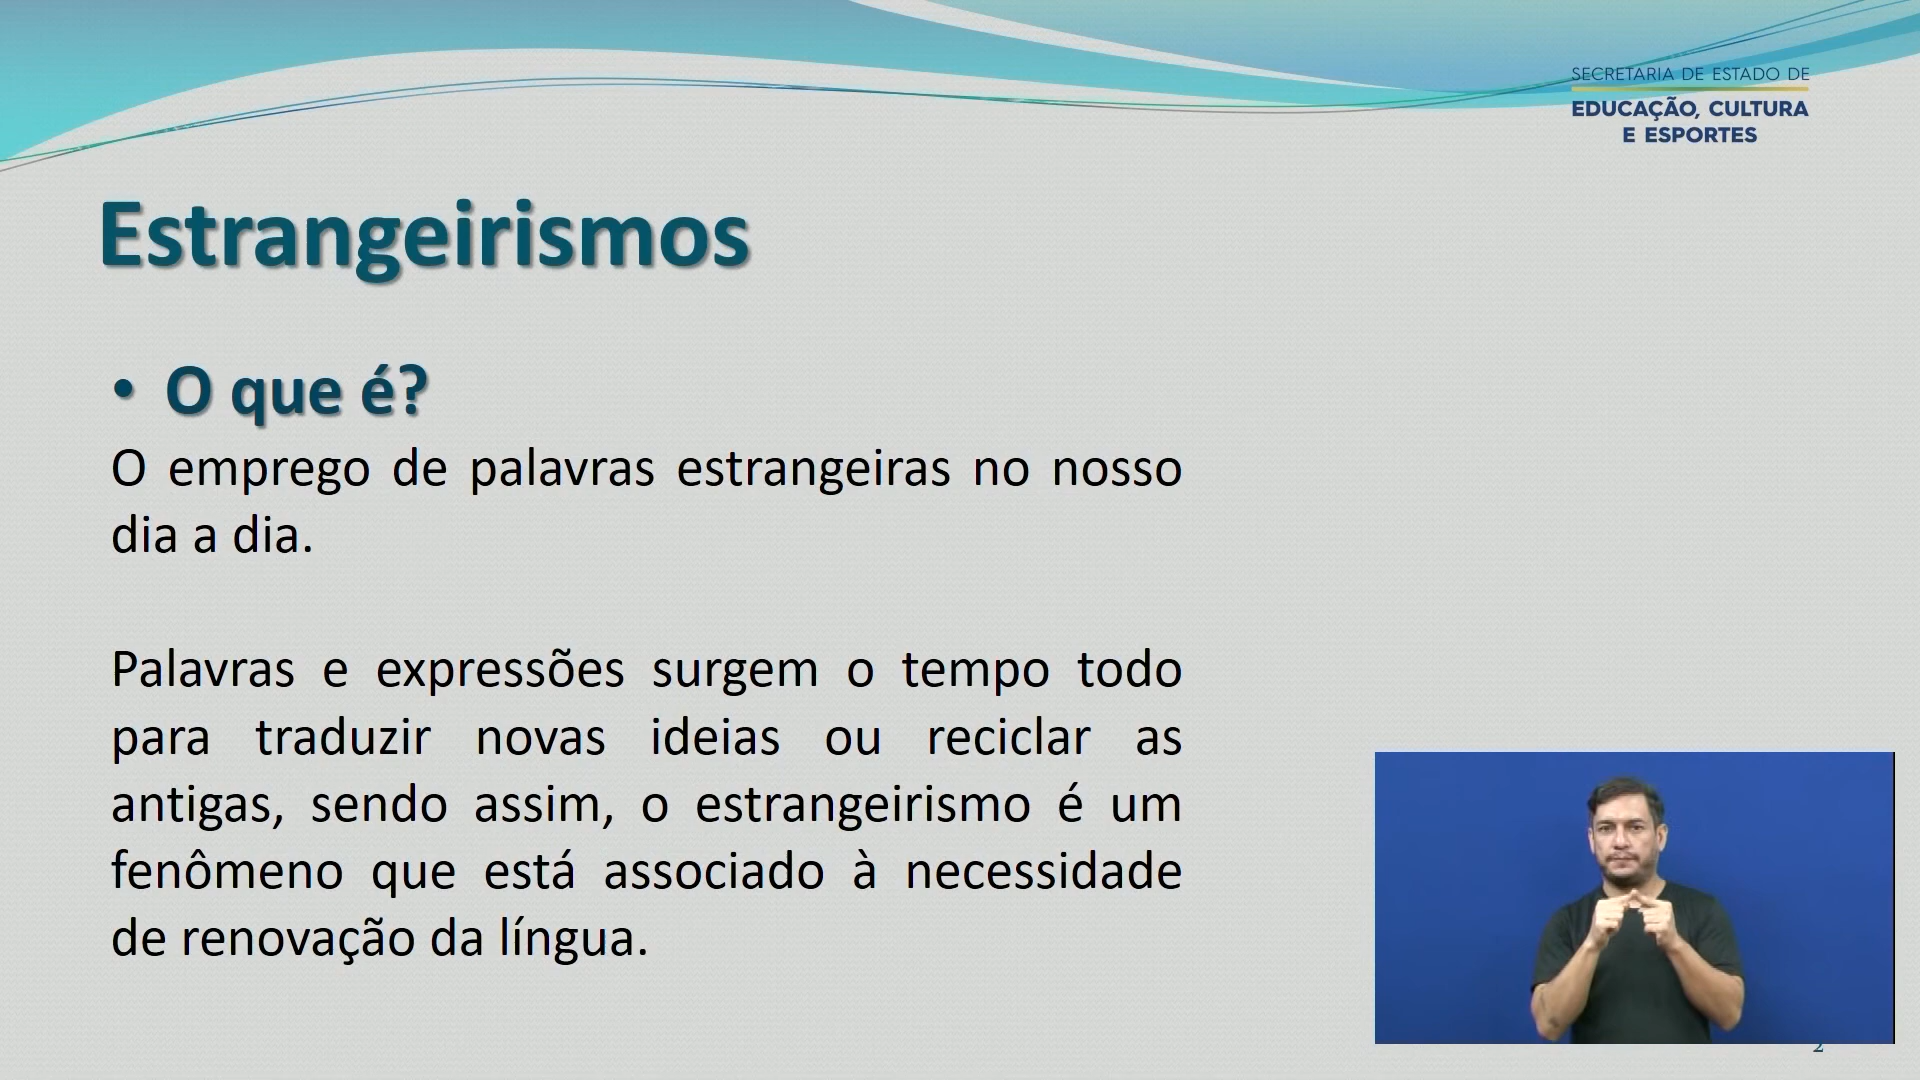 SECRETARIA DE ESTADO DE
EDUCAÇÃO, CULTURA
E ESPORTES
Estrangeirismos
• O que é?
O emprego de palavras estrangeiras no nosso
dia a dia.
Palavras e expressões surgem o tempo todo
para traduzir novas ideias ou reciclar as
antigas, sendo assim, o estrangeirismo é um
fenômeno que está associado à necessidade
de renovação da língua.
2